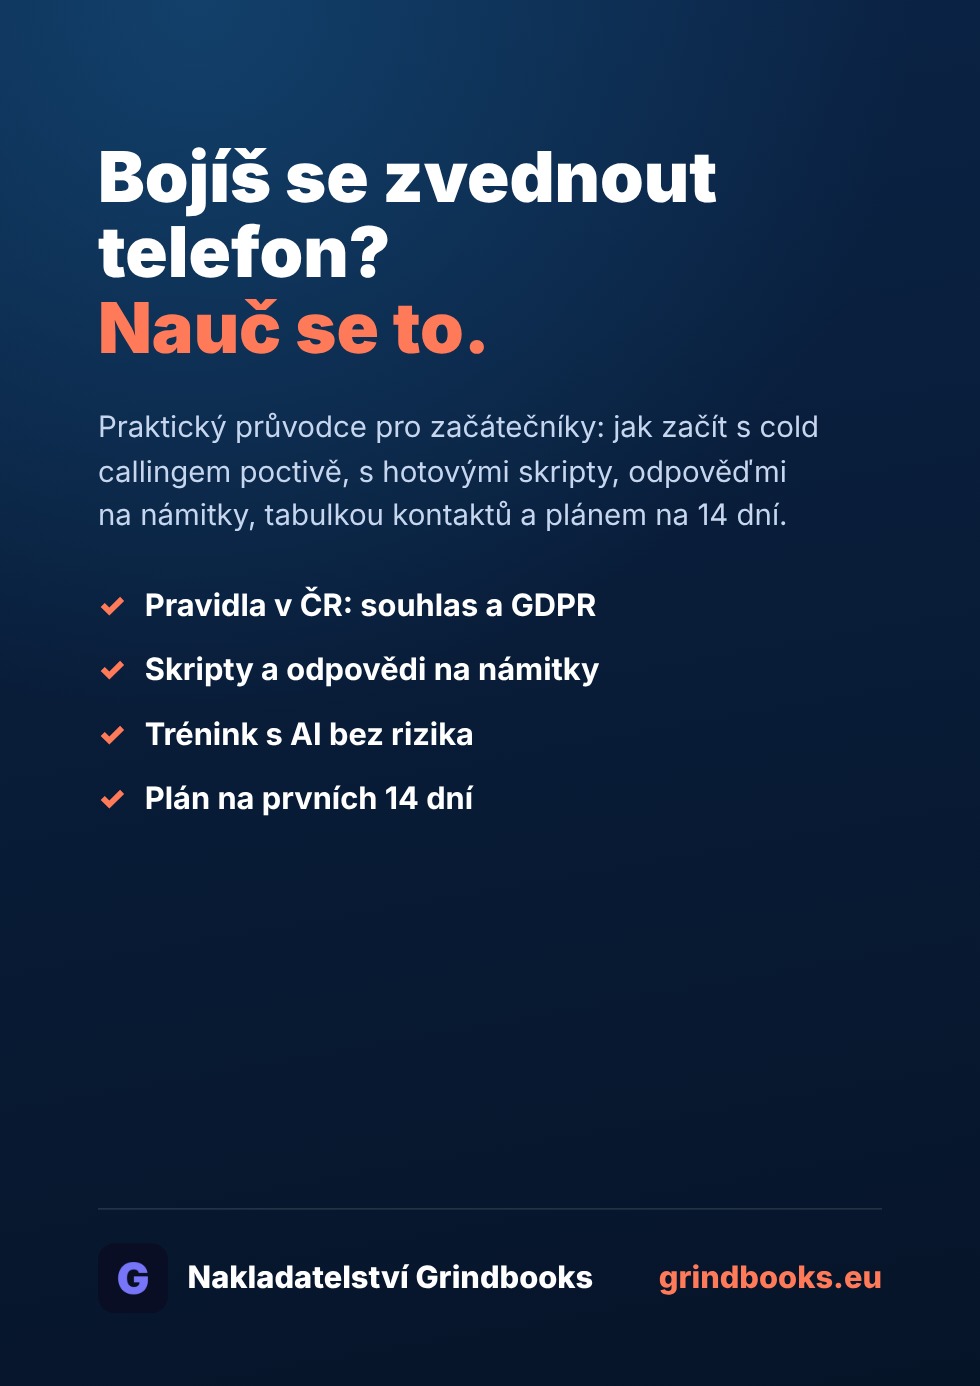 Bojíš se zvednout
telefon?
Nauč se to.
Praktický průvodce pro začátečníky: jak začít s cold
callingem poctivě, s hotovými skripty, odpověďmi
na námitky, tabulkou kontaktů a plánem na 14 dní.
✓ Pravidla v ČR: souhlas a GDPR
✓ Skripty a odpovědi na námitky
✓ Trénink s AI bez rizika
✓ Plán na prvních 14 dní
G Nakladatelství Grindbooks grindbooks.eu